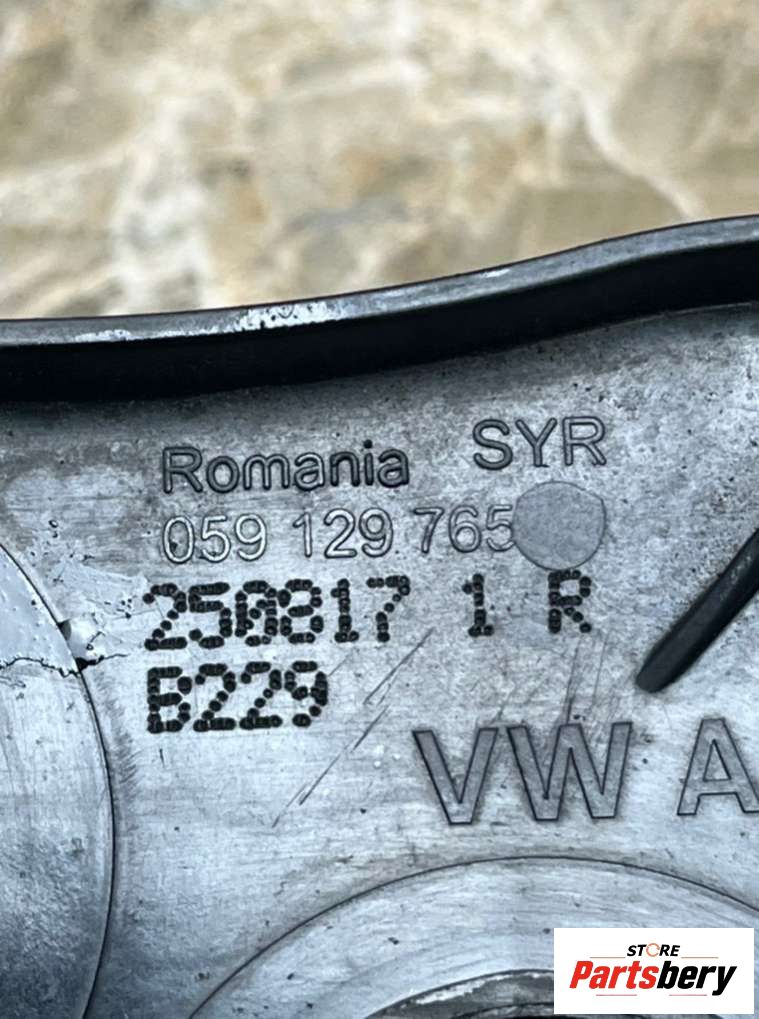 Romania SYR
059 129 765
250817 1 R
B229
VW A
STORE
Partsbery